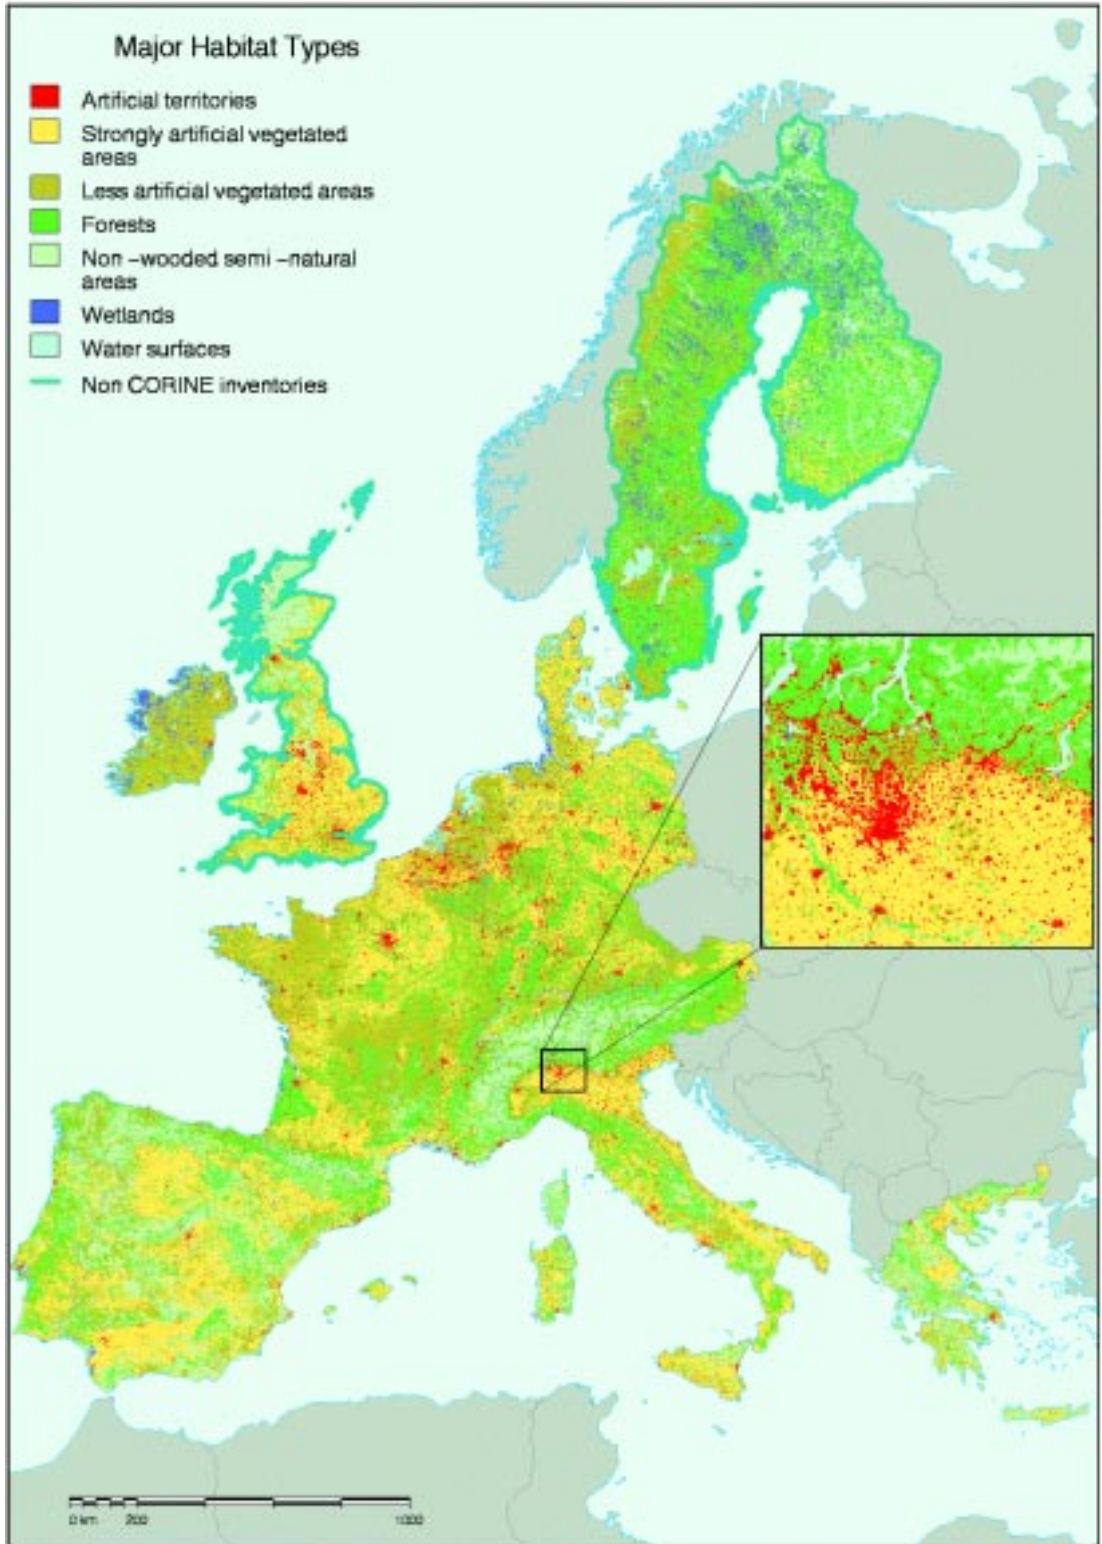 Major Habitat Types
Artificial territories
Strongly artificial vegetated
areas
Less artificial vegetated areas
Forests
Non -wooded semi -natural
areas
Wetlands
Water surfaces
Non CORINE inventories
0 km 200 1000